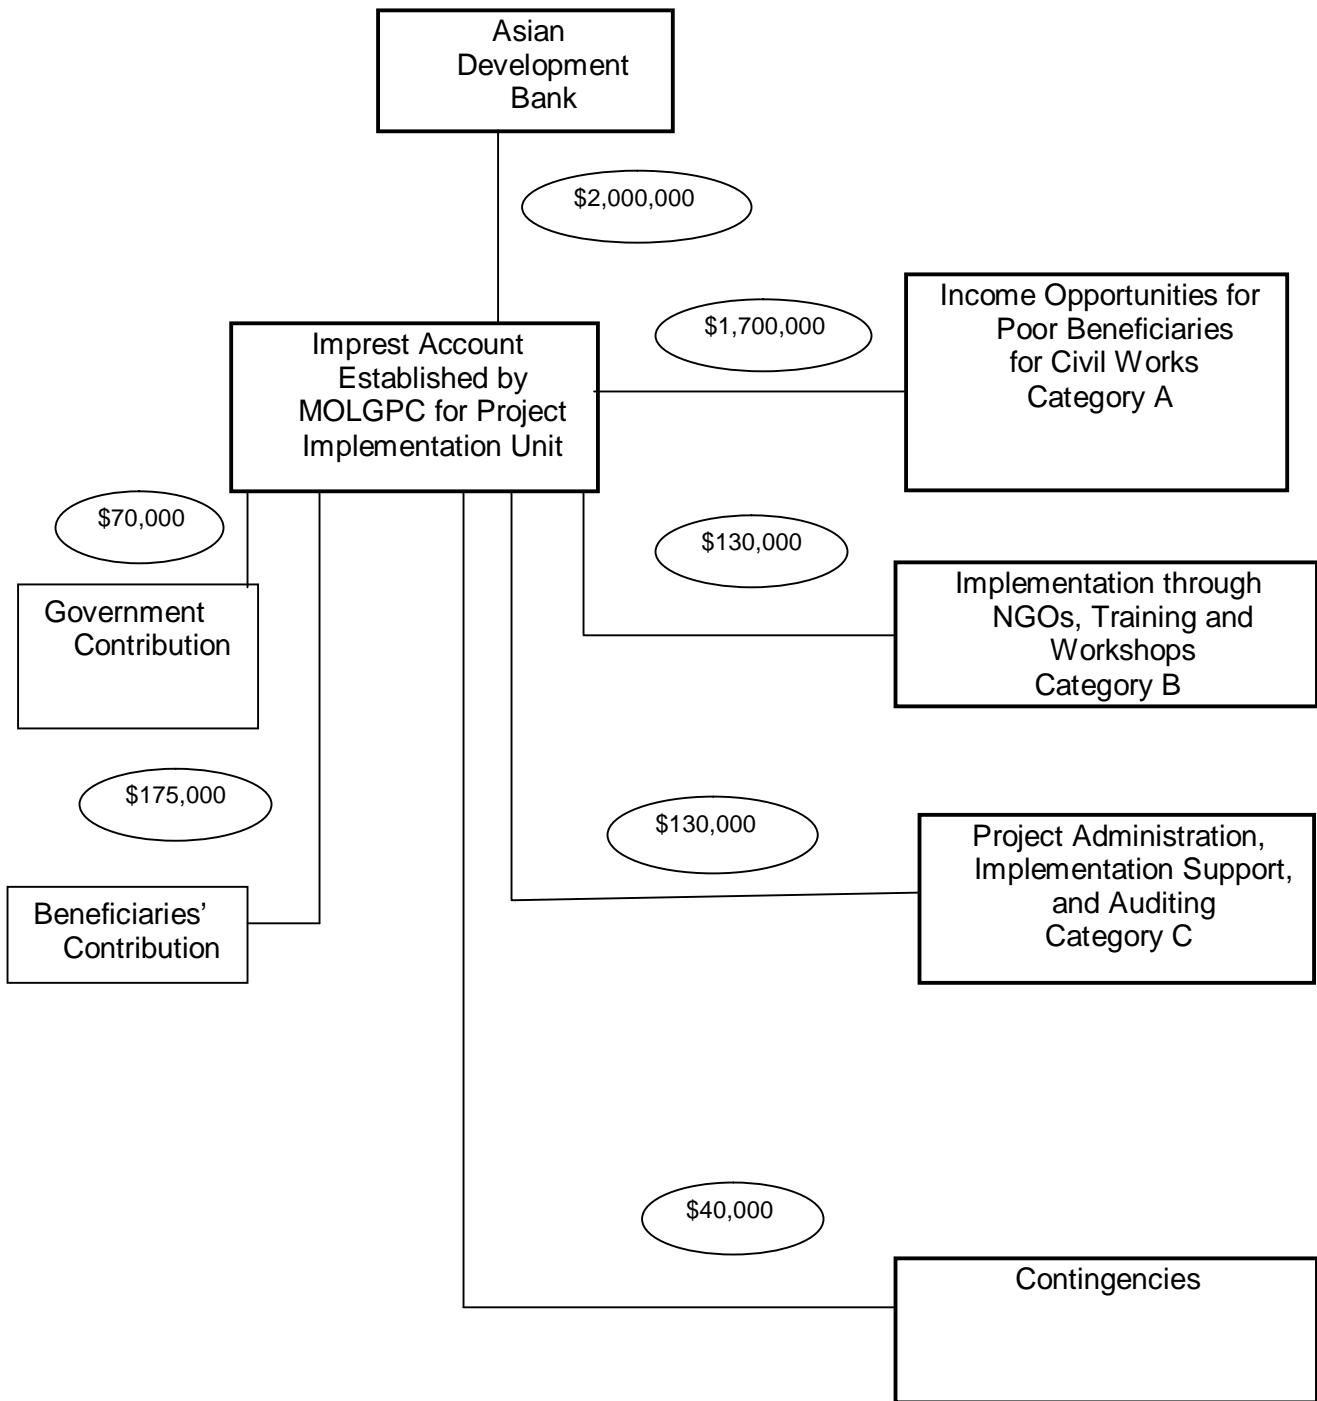 Asian
Development
Bank
$2,000,000
$1,700,000
Income Opportunities for
Poor Beneficiaries
for Civil Works
Category A
Imprest Account
Established by
MOLGPC for Project
Implementation Unit
$70,000
$130,000
Government
Contribution
Implementation through
NGOs, Training and
Workshops
Category B
$175,000
$130,000
Project Administration,
Implementation Support,
and Auditing
Category C
Beneficiaries’
Contribution
$40,000
Contingencies